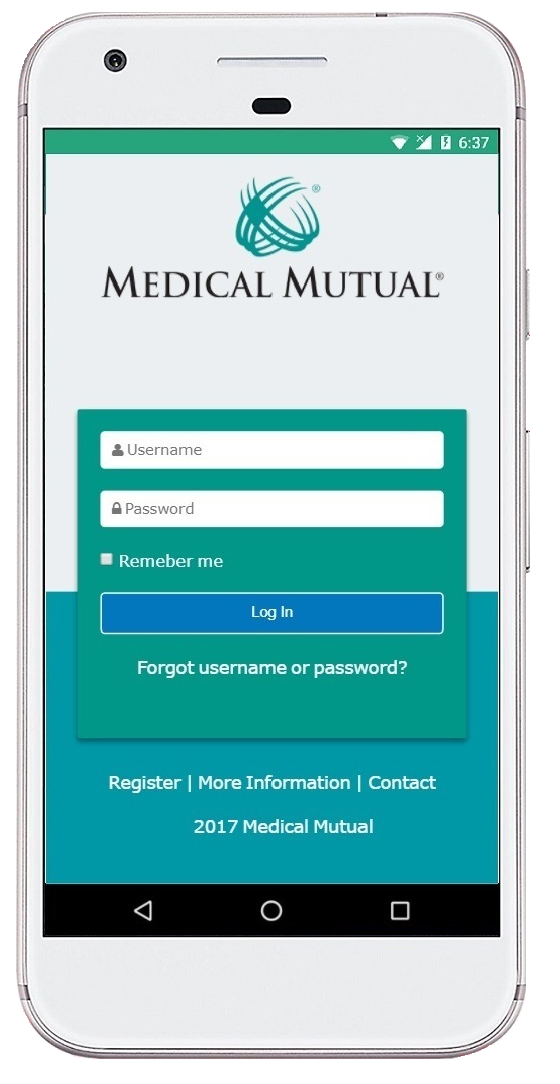 6:37
®
MEDICAL MUTUAL®
Username
Password
Remeber me
Log In
Forgot username or password?
Register | More Information | Contact
2017 Medical Mutual